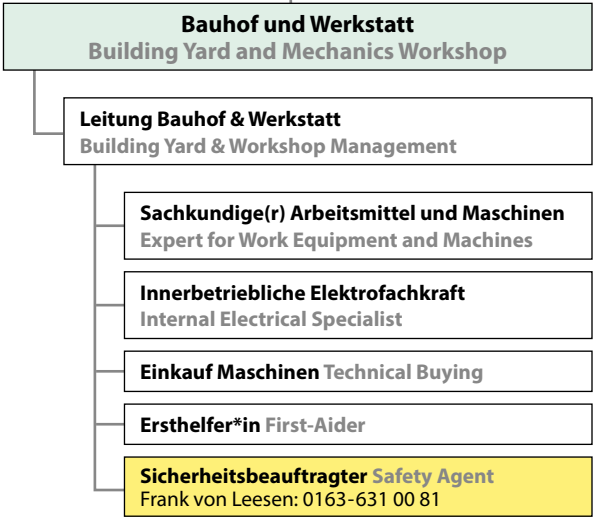 Bauhof und Werkstatt
Building Yard and Mechanics Workshop
Leitung Bauhof & Werkstatt
Building Yard & Workshop Management
Sachkundige(r) Arbeitsmittel und Maschinen
Expert for Work Equipment and Machines
Innerbetriebliche Elektrofachkraft
Internal Electrical Specialist
Einkauf Maschinen Technical Buying
Ersthelfer*in First-Aider
Sicherheitsbeauftragter Safety Agent
Frank von Leesen: 0163-631 00 81